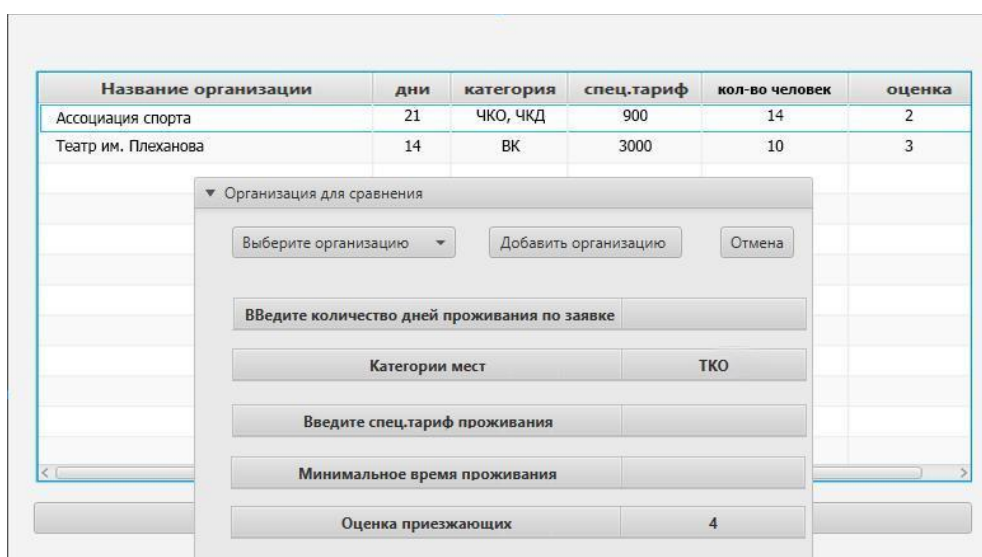 Название организации дни категория спец.тариф кол-во человек оценка
Ассоциация спорта 21 ЧКО, ЧКД 900 14 2
Театр им. Плеханова 14 ВК 3000 10 3
Организация для сравнения
Выберите организацию Добавить организацию Отмена
ВВедите количество дней проживания по заявке
Категории мест ТКО
Введите спец.тариф проживания
Минимальное время проживания
Оценка приезжающих 4